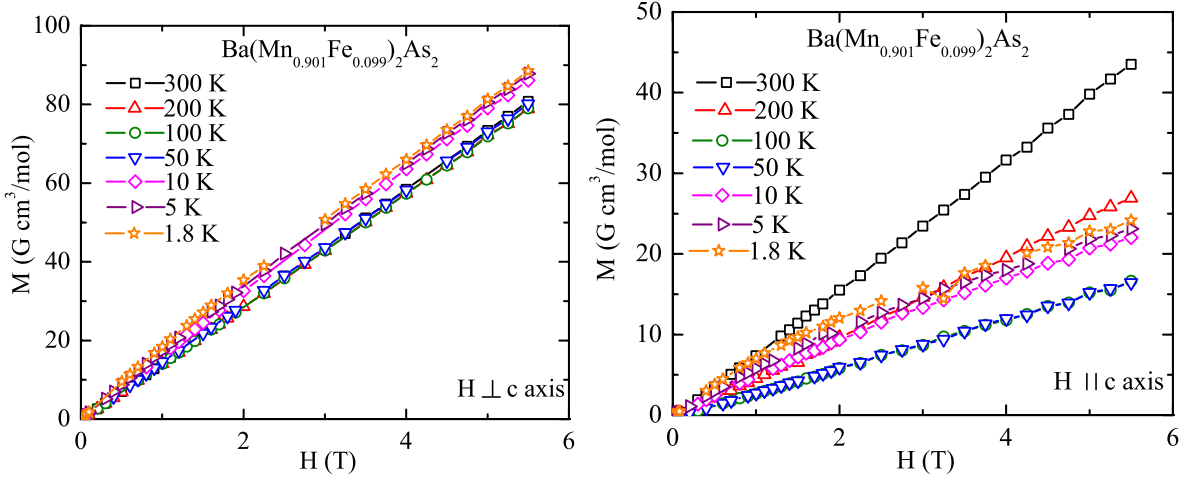 Ba(Mn0.901Fe0.099)2As2
300 K
200 K
100 K
50 K
10 K
5 K
1.8 K
M (G cm3/mol)
100
80
60
40
20
0
0
2
4
6
H (T)
H ⊥ c axis
Ba(Mn0.901Fe0.099)2As2
300 K
200 K
100 K
50 K
10 K
5 K
1.8 K
M (G cm3/mol)
50
40
30
20
10
0
0
2
4
6
H (T)
H || c axis